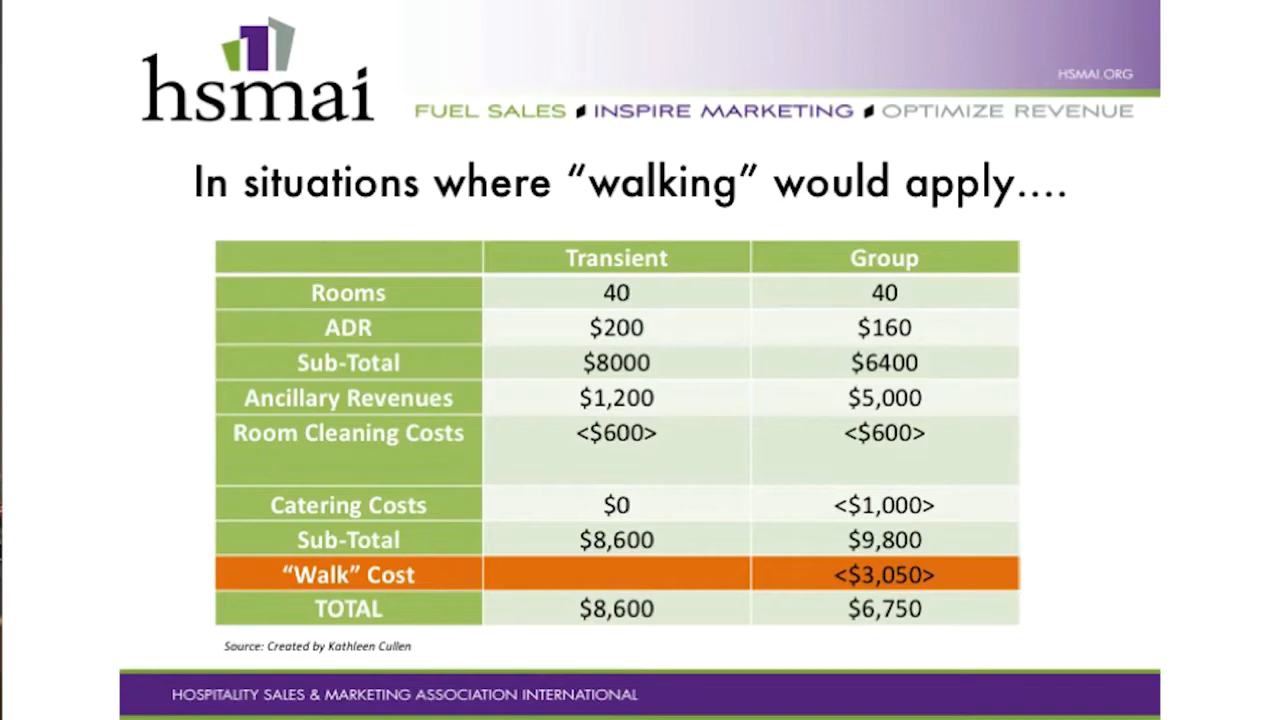 hsmai
HSMAI.ORG
FUEL SALES INSPIRE MARKETING OPTIMIZE REVENUE
In situations where “walking” would apply....
Transient Group
Rooms 40 40
ADR $200 $160
Sub-Total $8000 $6400
Ancillary Revenues $1,200 $5,000
Room Cleaning Costs <$600> <$600>
Catering Costs $0 <$1,000>
Sub-Total $8,600 $9,800
“Walk” Cost <$3,050>
TOTAL $8,600 $6,750
Source: Created by Kathleen Cullen
HOSPITALITY SALES & MARKETING ASSOCIATION INTERNATIONAL